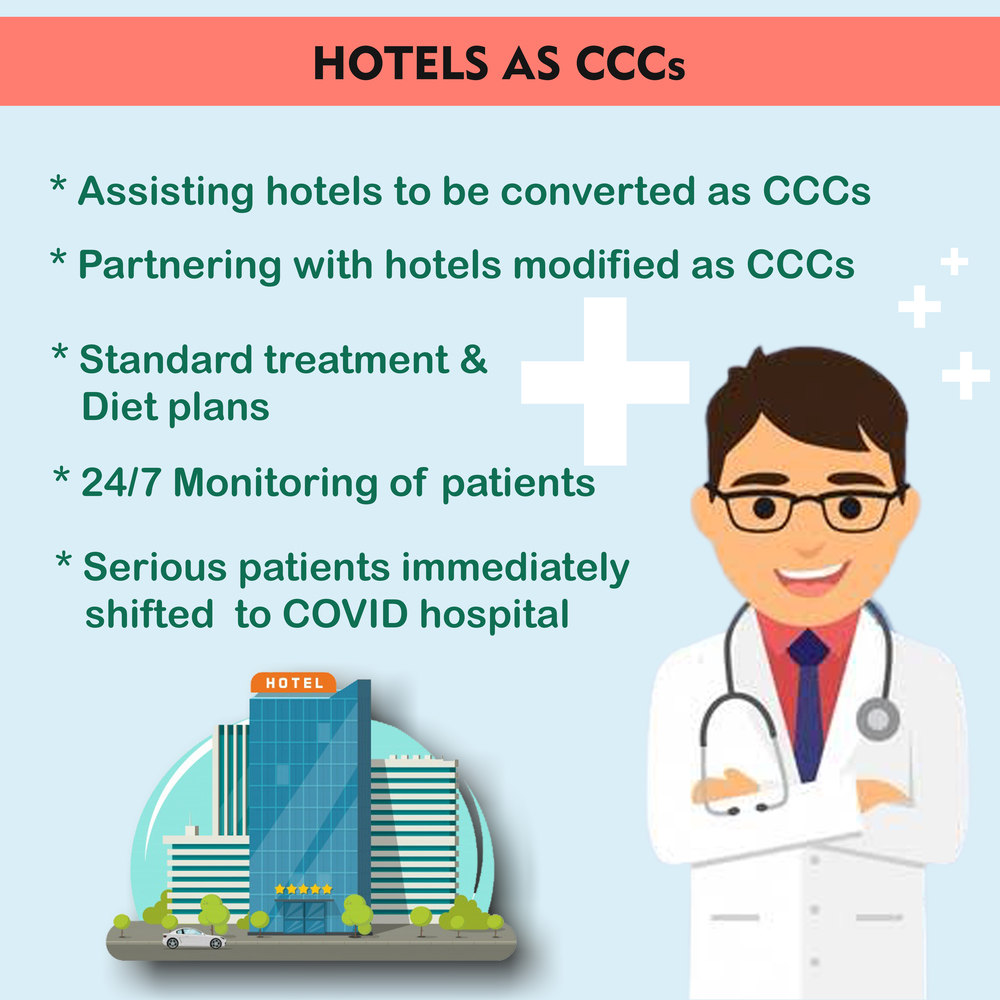 HOTELS AS CCCs
* Assisting hotels to be converted as CCCs
* Partnering with hotels modified as CCCs
* Standard treatment &
Diet plans
* 24/7 Monitoring of patients
* Serious patients immediately
shifted to COVID hospital
HOTEL